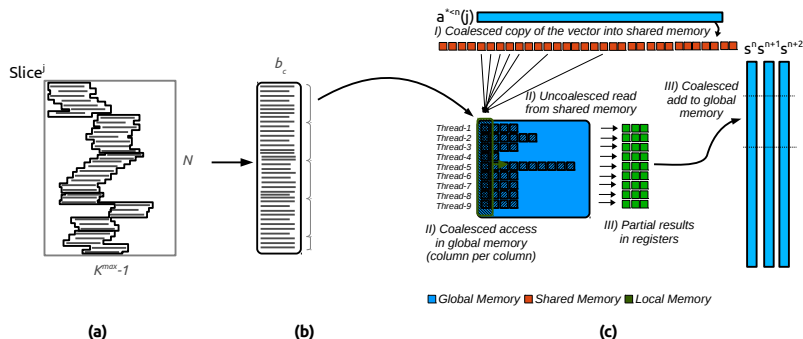 a*<n(j)
I) Coalesced copy of the vector into shared memory
Slice^j
N
K^max-1
(a)
b_c
(b)
II) Uncoalesced read
from shared memory
Thread-1
Thread-2
Thread-3
Thread-4
Thread-5
Thread-6
Thread-7
Thread-8
Thread-9
II) Coalesced access
in global memory
(column per column)
III) Partial results
in registers
III) Coalesced
add to global
memory
s^n s^n+1 s^n+2
Global Memory Shared Memory Local Memory
(c)